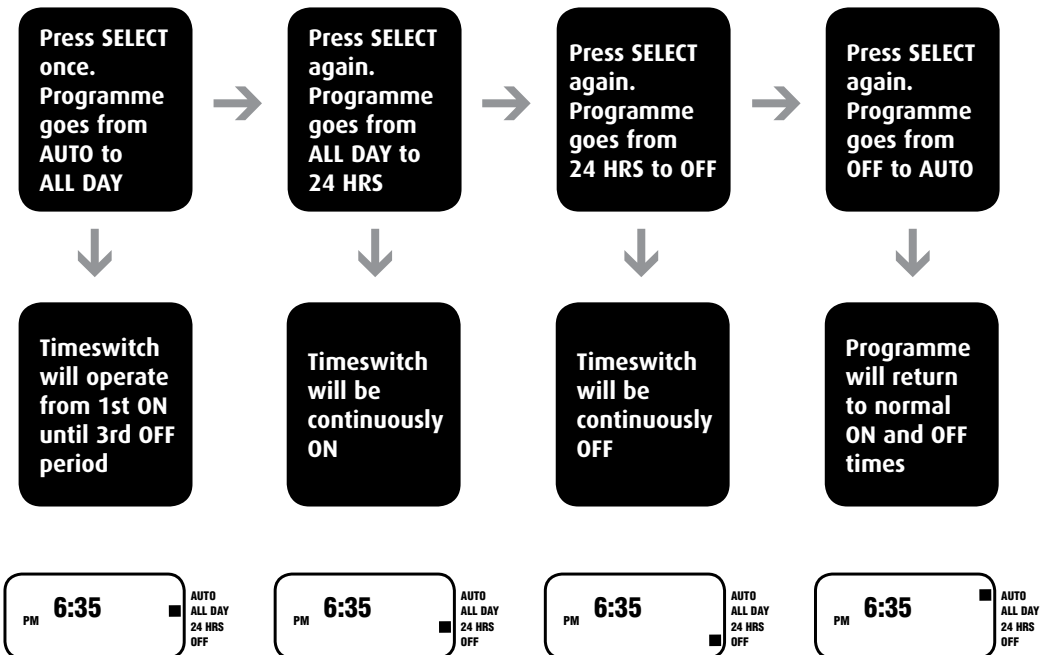 Press SELECT
once.
Programme
goes from
AUTO to
ALL DAY
Press SELECT
again.
Programme
goes from
ALL DAY to
24 HRS
Press SELECT
again.
Programme
goes from
24 HRS to OFF
Press SELECT
again.
Programme
goes from
OFF to AUTO
Timeswitch
will operate
from 1st ON
until 3rd OFF
period
Timeswitch
will be
continuously
ON
Timeswitch
will be
continuously
OFF
Programme
will return
to normal
ON and OFF
times
PM 6:35
AUTO
ALL DAY
24 HRS
OFF
PM 6:35
AUTO
ALL DAY
24 HRS
OFF
PM 6:35
AUTO
ALL DAY
24 HRS
OFF
PM 6:35
AUTO
ALL DAY
24 HRS
OFF